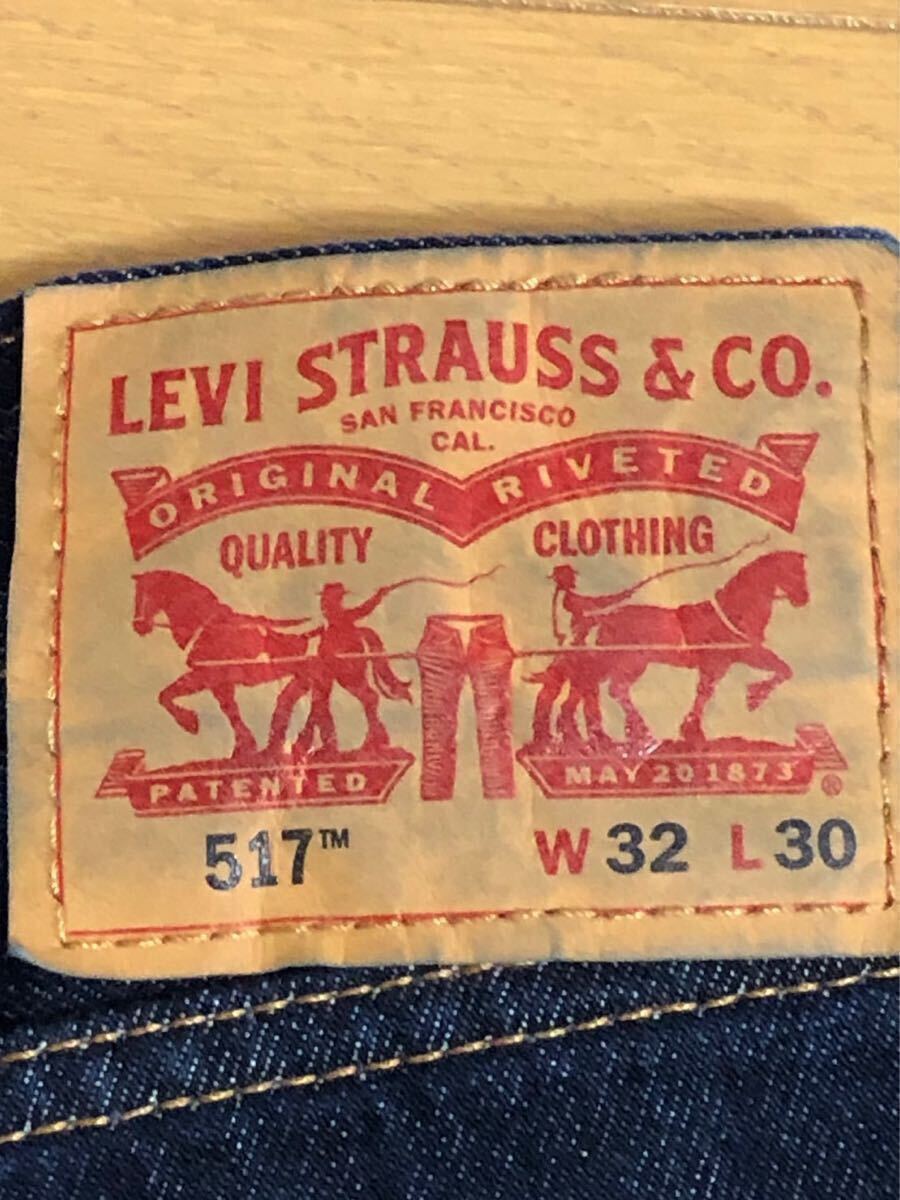 LEVI STRAUSS & CO.
SAN FRANCISCO
CAL.
ORIGINAL RIVETED
QUALITY CLOTHING
PATENTED MAY 20 1873 ®
517™ W 32 L 30